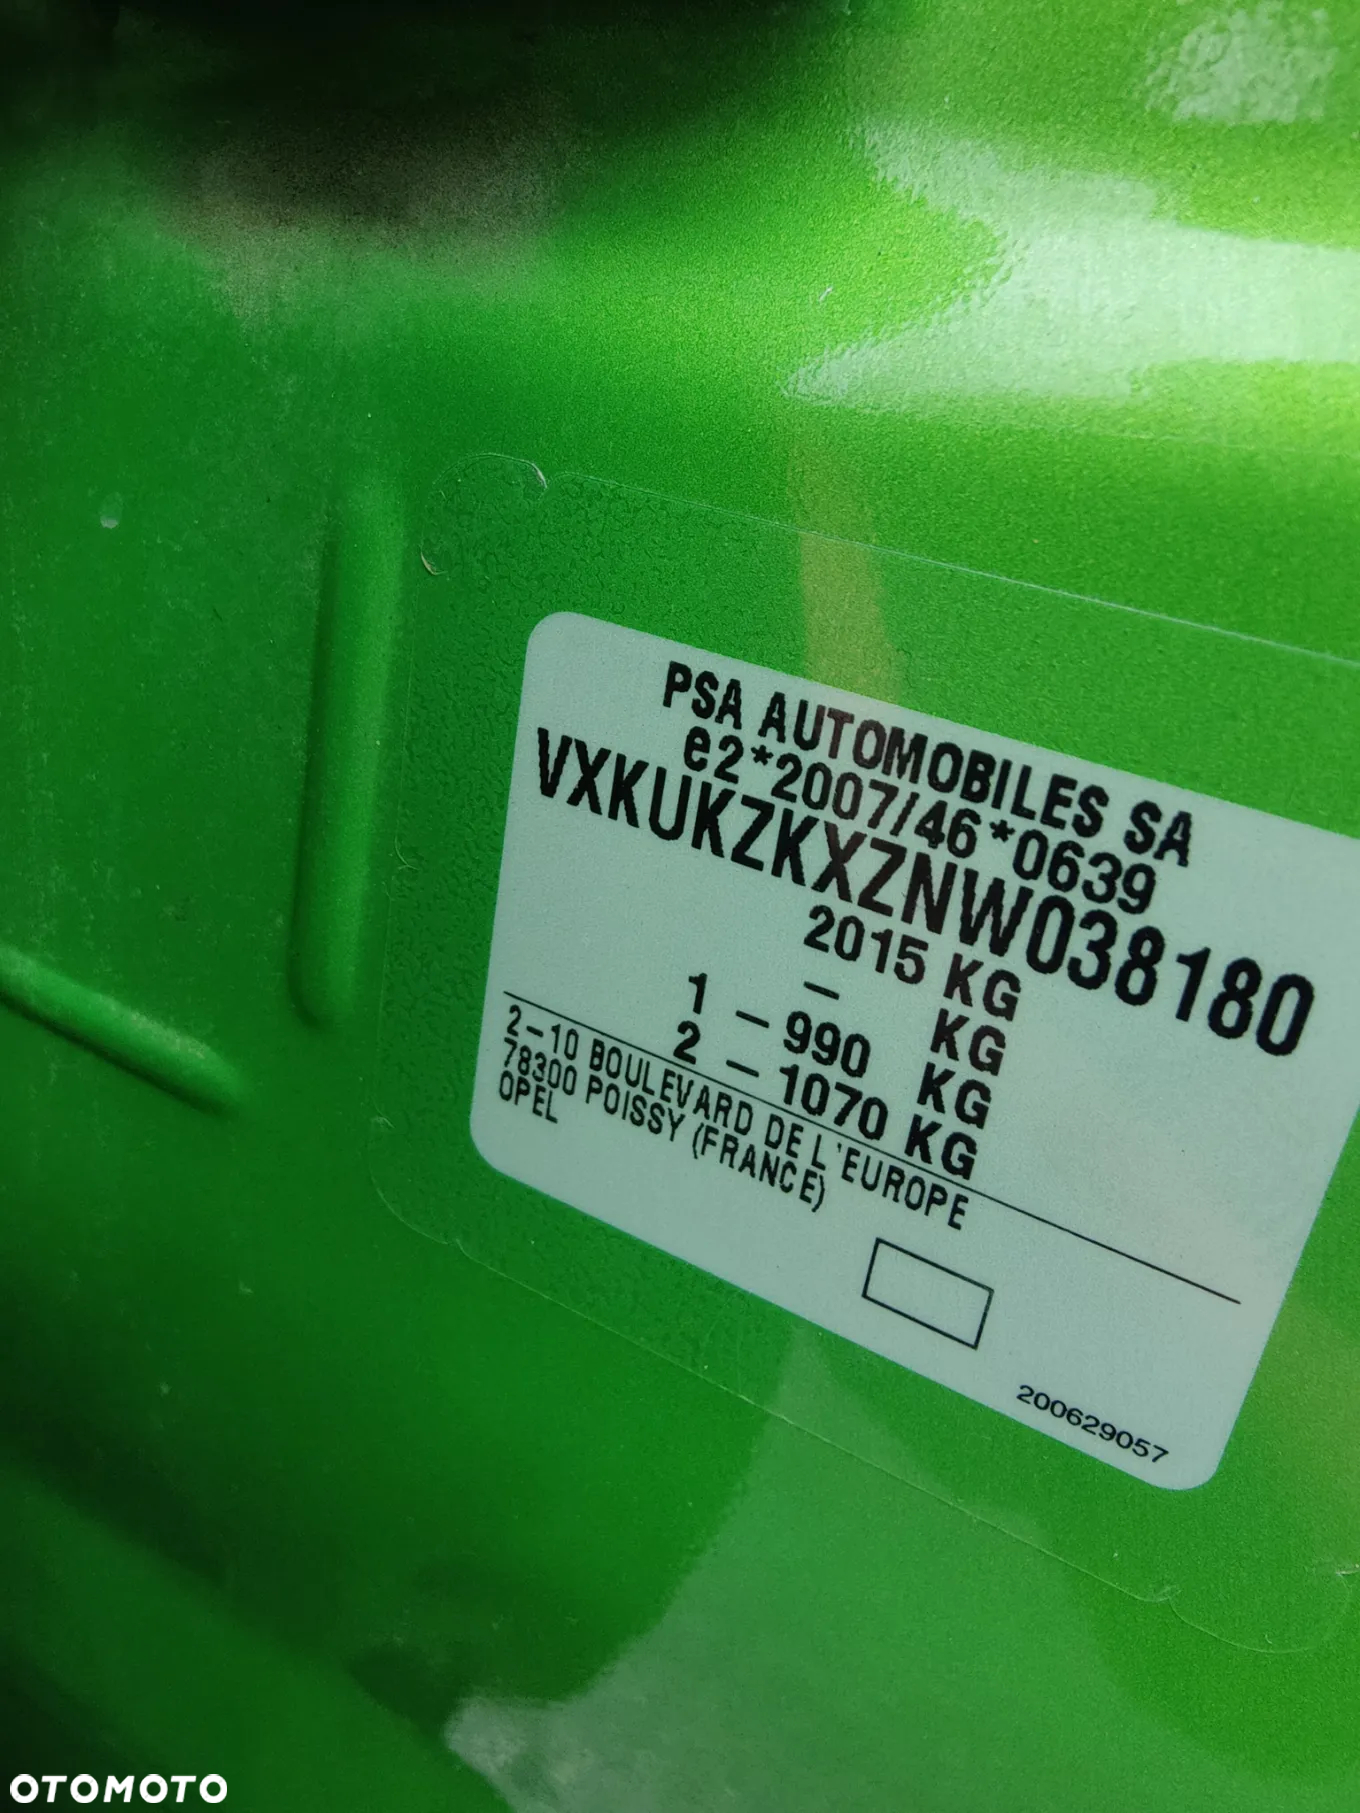 PSA AUTOMOBILES SA
e2*2007/46*0639
VXKUKZKXZNW038180
2015 KG
– KG
1 – 990 KG
2 – 1070 KG
2-10 BOULEVARD DE L'EUROPE
78300 POISSY (FRANCE)
OPEL
200629057
OTOMOTO